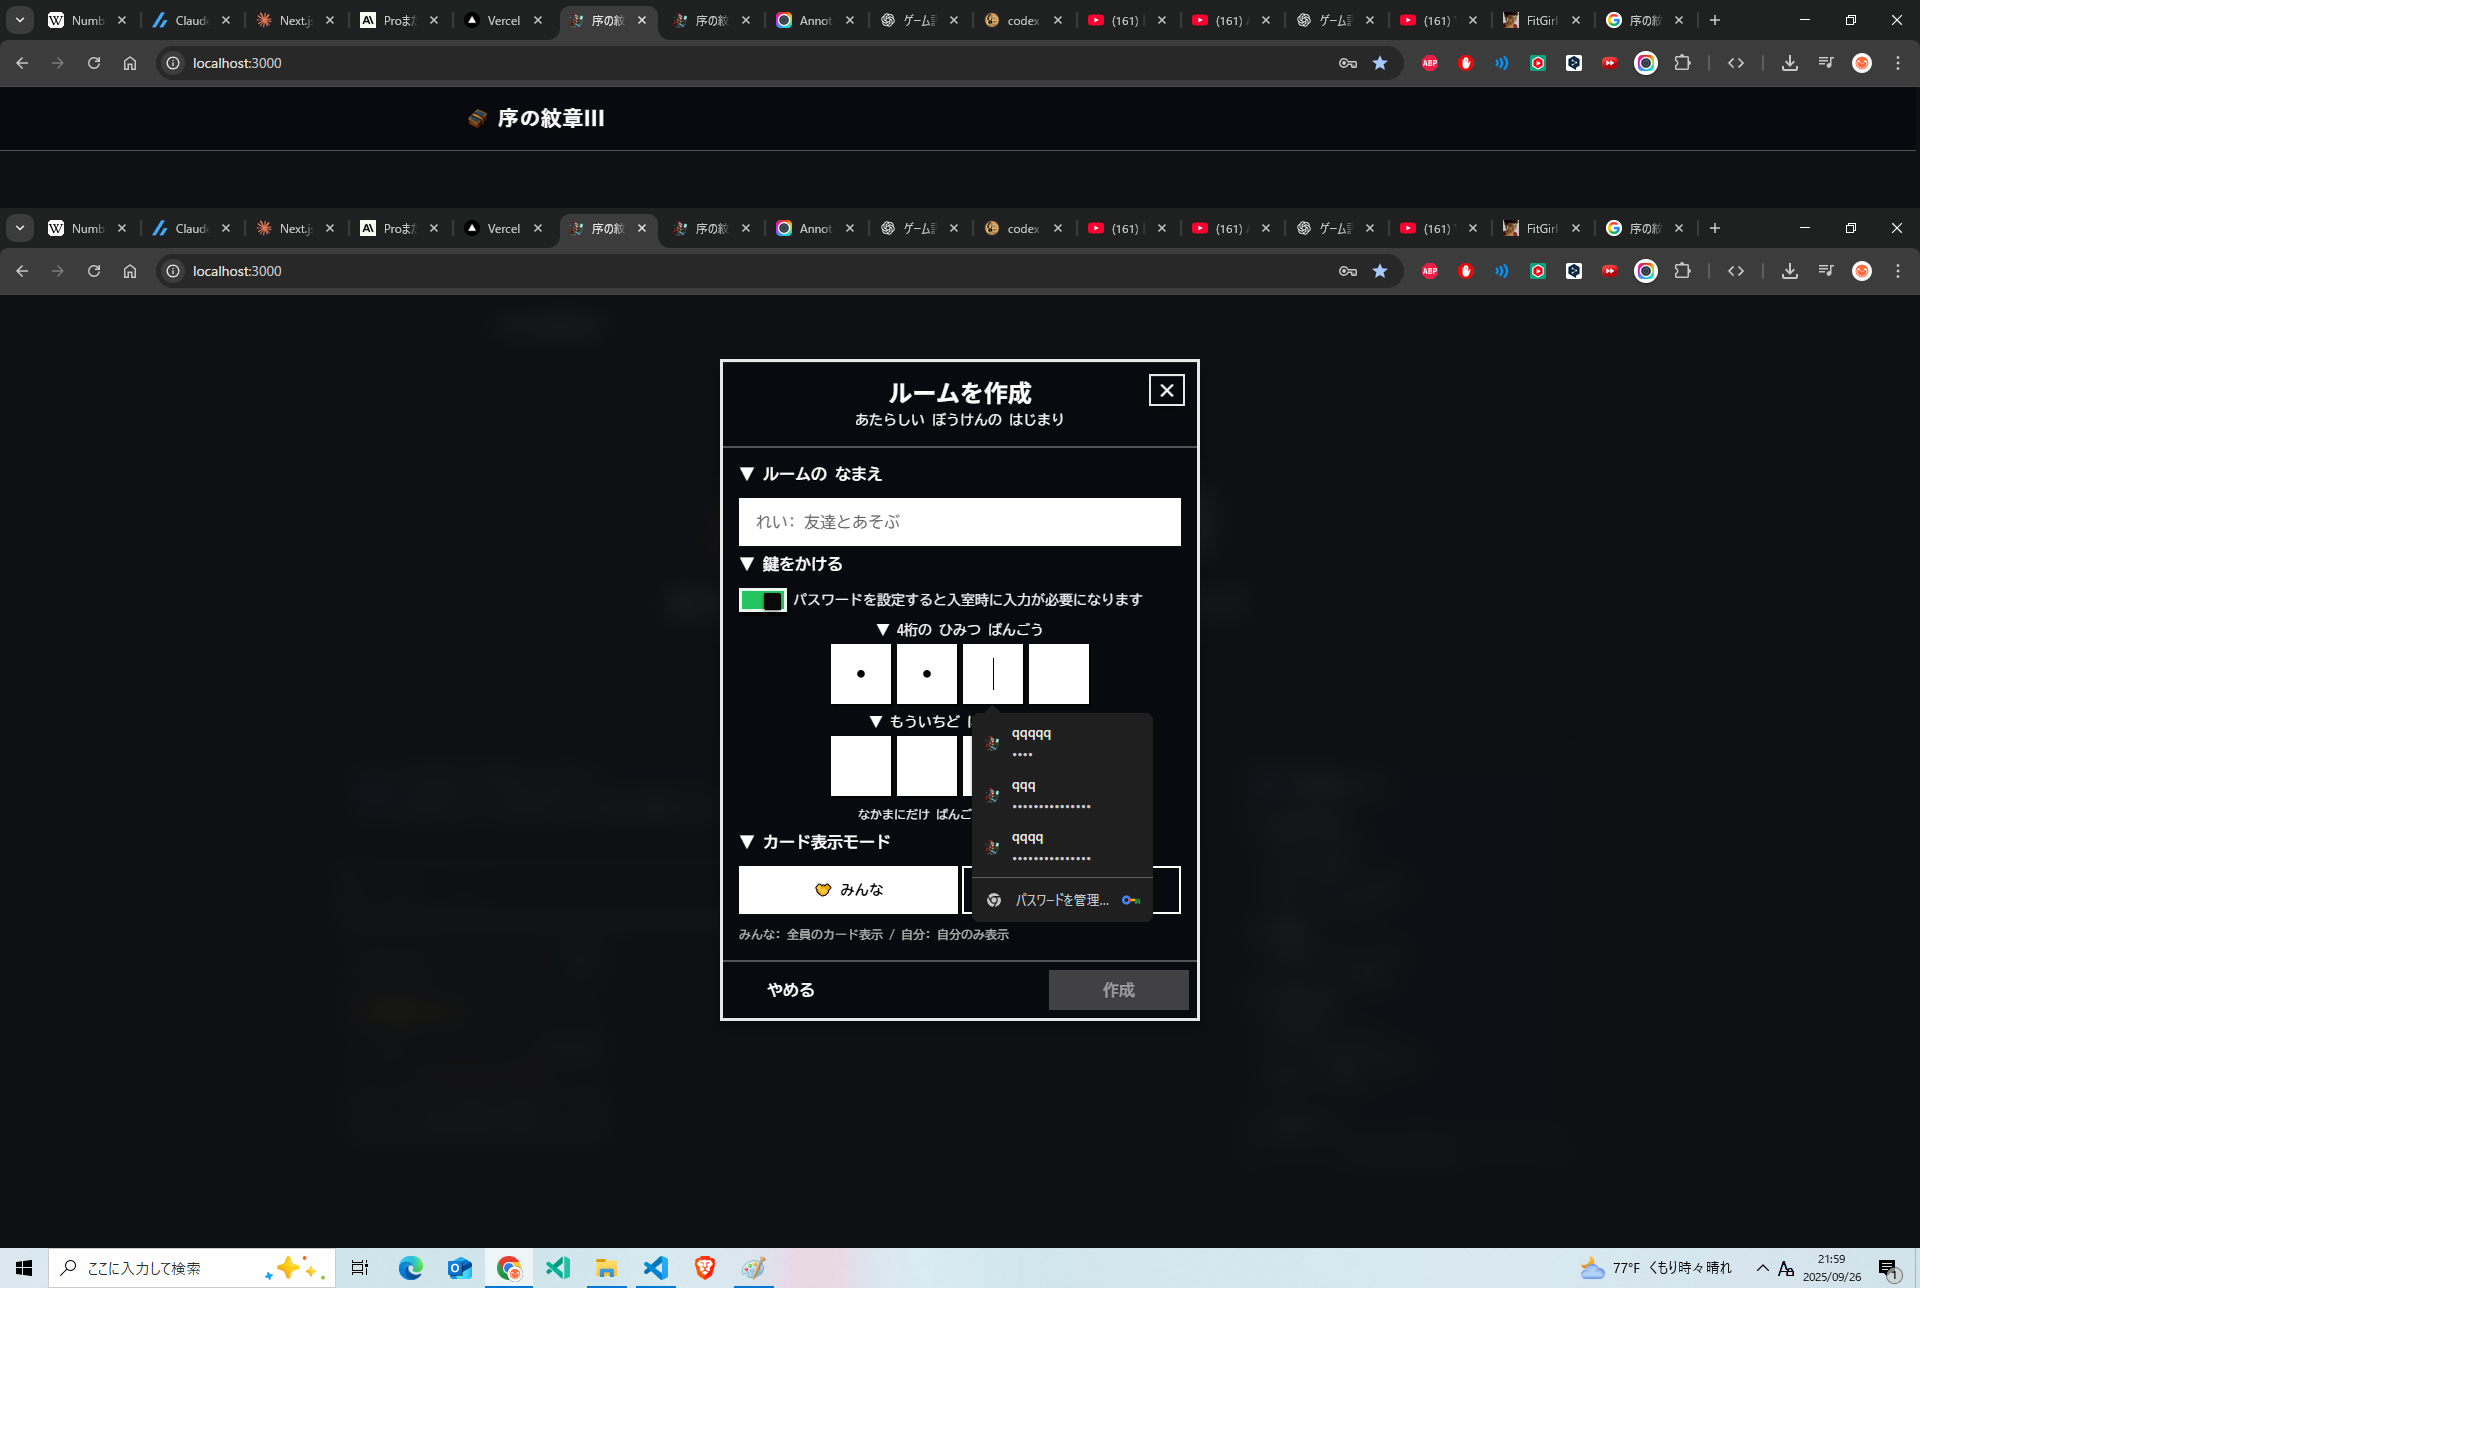 Numb
Claude
Next.js
Proまた
Vercel
序の紋
序の紋
Annot
ゲーム
codex
(161)
(161)
ゲーム
(161)
FitGirl
序の紋
localhost:3000
ABP
序の紋章III
Numb
Claude
Next.js
Proまた
Vercel
序の紋
序の紋
Annot
ゲーム
codex
(161)
(161)
ゲーム
(161)
FitGirl
序の紋
localhost:3000
ABP
ルームを作成
あたらしい ぼうけんの はじまり
▼ ルームの なまえ
れい: 友達とあそぶ
▼ 鍵をかける
パスワードを設定すると入室時に入力が必要になります
▼ 4桁の ひみつ ばんごう
▼ もういちど
qqqqq
••••
qqq
•••••••••••••••
qqqq
•••••••••••••••
パスワードを管理...
なかまにだけ ばんご
▼ カード表示モード
みんな
みんな: 全員のカード表示 / 自分: 自分のみ表示
やめる
作成
ここに入力して検索
77°F くもり時々晴れ
21:59
2025/09/26
1